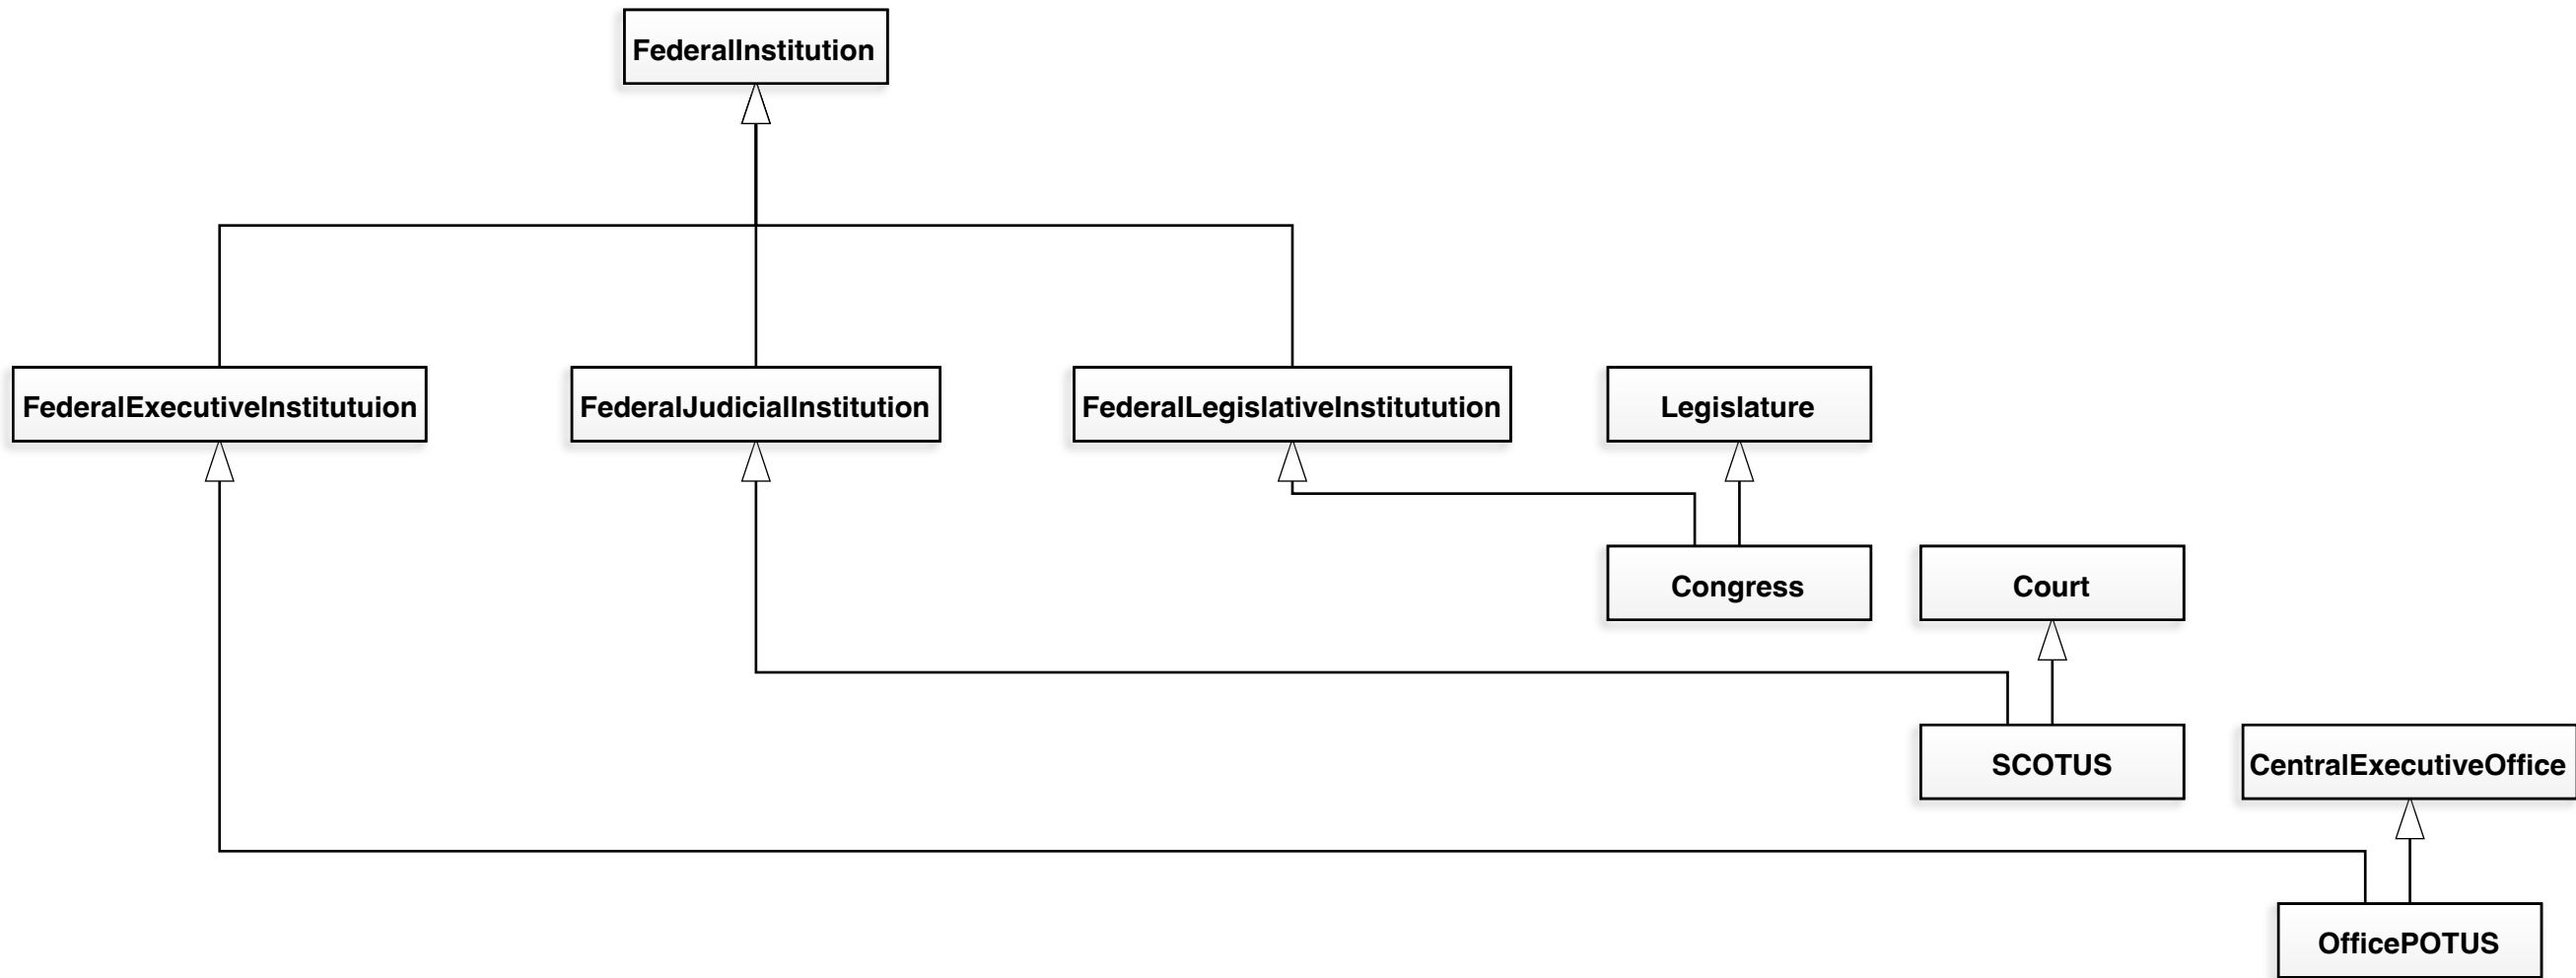 FederalInstitution
FederalExecutiveInstitutuion
FederalJudicialInstitution
FederalLegislativeInstitutution
Legislature
Congress
Court
SCOTUS
CentralExecutiveOffice
OfficePOTUS